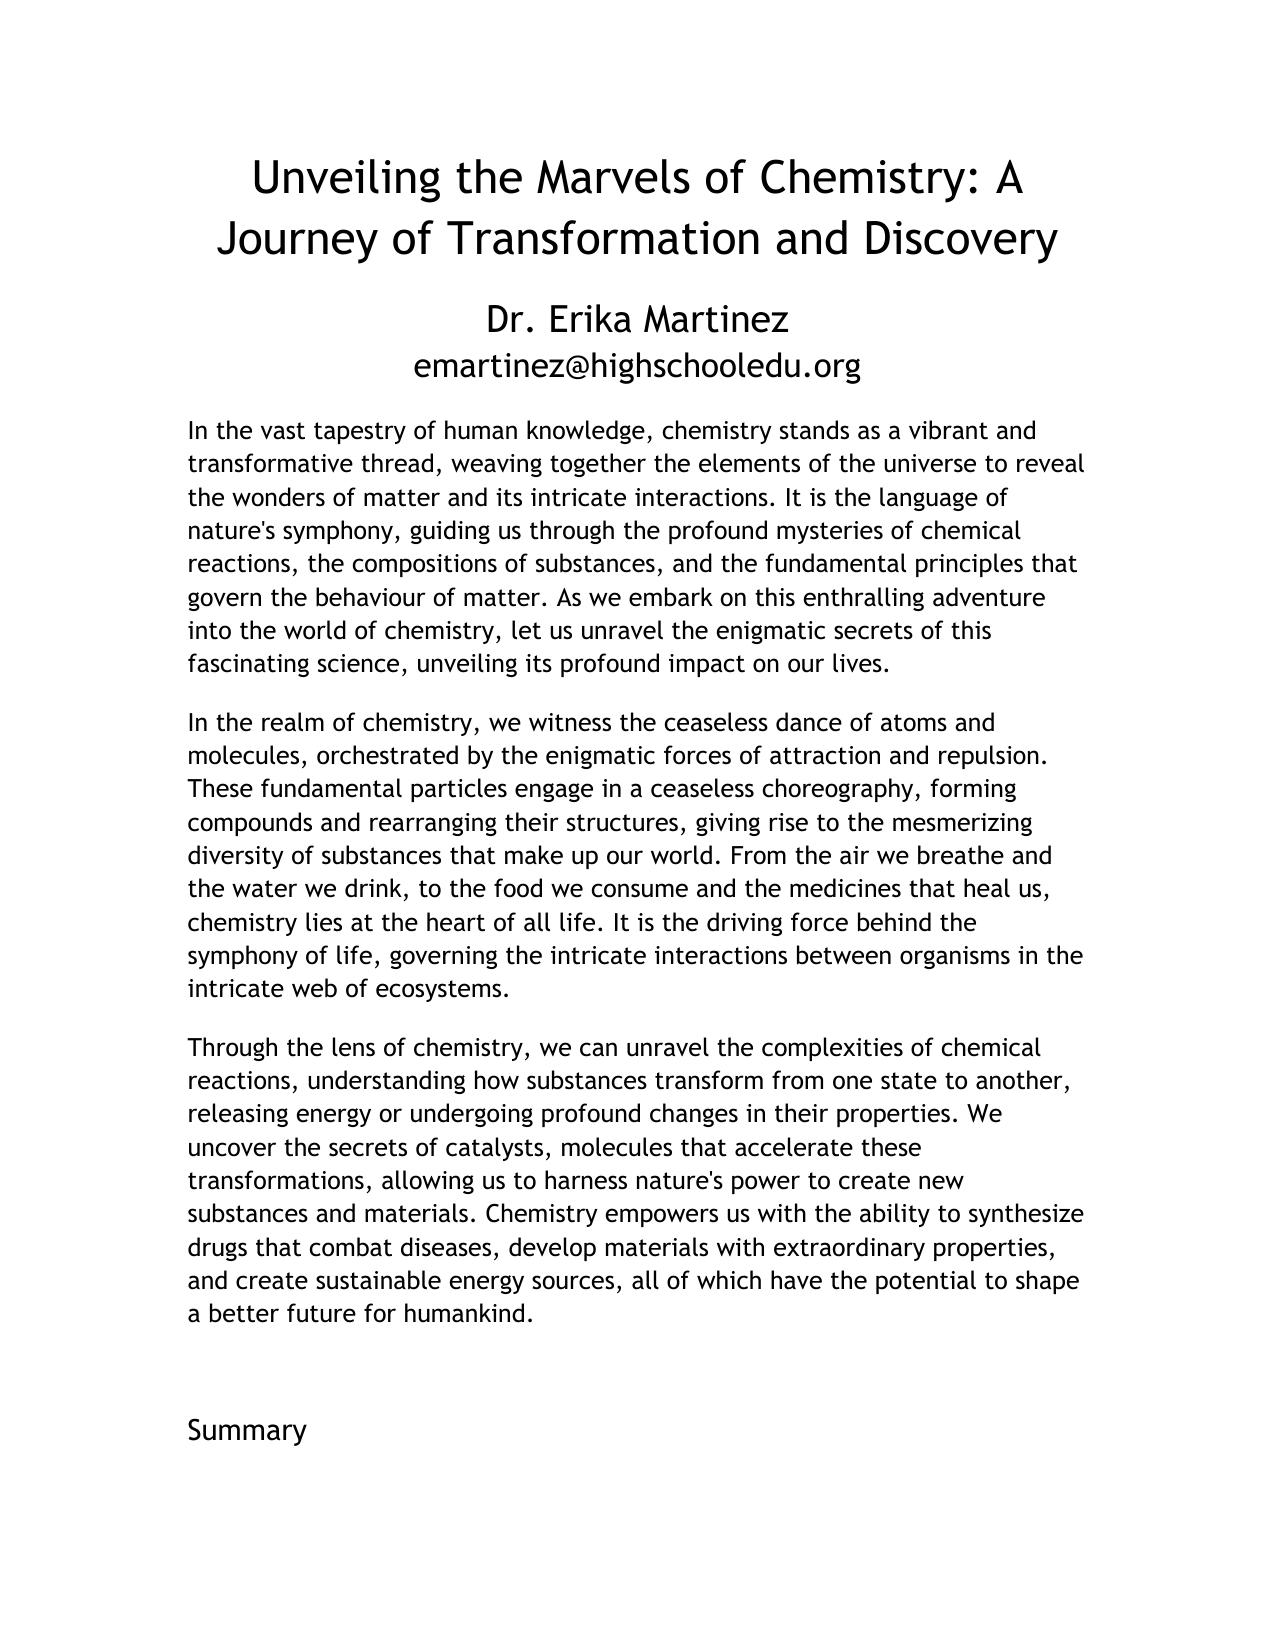 Unveiling the Marvels of Chemistry: A
Journey of Transformation and Discovery
Dr. Erika Martinez
emartinez@highschooledu.org
In the vast tapestry of human knowledge, chemistry stands as a vibrant and
transformative thread, weaving together the elements of the universe to reveal
the wonders of matter and its intricate interactions. It is the language of
nature's symphony, guiding us through the profound mysteries of chemical
reactions, the compositions of substances, and the fundamental principles that
govern the behaviour of matter. As we embark on this enthralling adventure
into the world of chemistry, let us unravel the enigmatic secrets of this
fascinating science, unveiling its profound impact on our lives.
In the realm of chemistry, we witness the ceaseless dance of atoms and
molecules, orchestrated by the enigmatic forces of attraction and repulsion.
These fundamental particles engage in a ceaseless choreography, forming
compounds and rearranging their structures, giving rise to the mesmerizing
diversity of substances that make up our world. From the air we breathe and
the water we drink, to the food we consume and the medicines that heal us,
chemistry lies at the heart of all life. It is the driving force behind the
symphony of life, governing the intricate interactions between organisms in the
intricate web of ecosystems.
Through the lens of chemistry, we can unravel the complexities of chemical
reactions, understanding how substances transform from one state to another,
releasing energy or undergoing profound changes in their properties. We
uncover the secrets of catalysts, molecules that accelerate these
transformations, allowing us to harness nature's power to create new
substances and materials. Chemistry empowers us with the ability to synthesize
drugs that combat diseases, develop materials with extraordinary properties,
and create sustainable energy sources, all of which have the potential to shape
a better future for humankind.
Summary